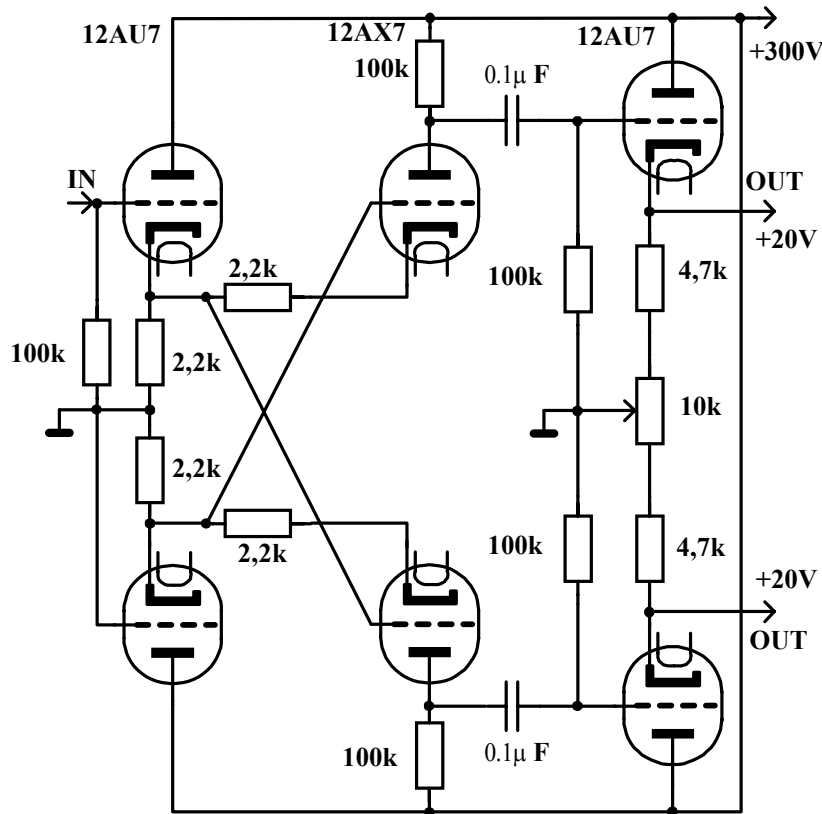 12AU7
12AX7
12AU7
+300V
100k
0.1µ F
IN
OUT
+20V
2,2k
100k
4,7k
100k
2,2k
10k
2,2k
2,2k
100k
4,7k
+20V
OUT
100k
0.1µ F